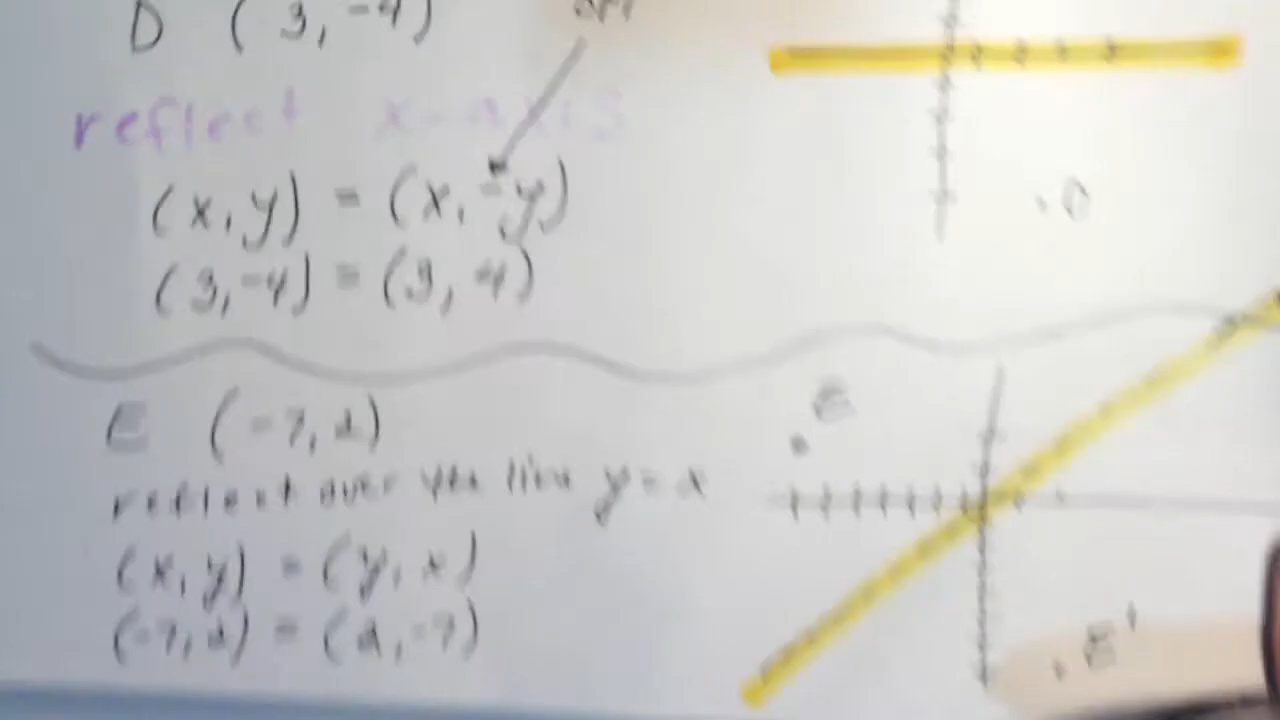 D (3, -4)
reflect x-axis
(x, y) = (x, -y)
(3, -4) = (3, 4)
D
E (-7, 2)
reflect over the line y = x
(x, y) = (y, x)
(-7, 2) = (2, -7)
E
E'